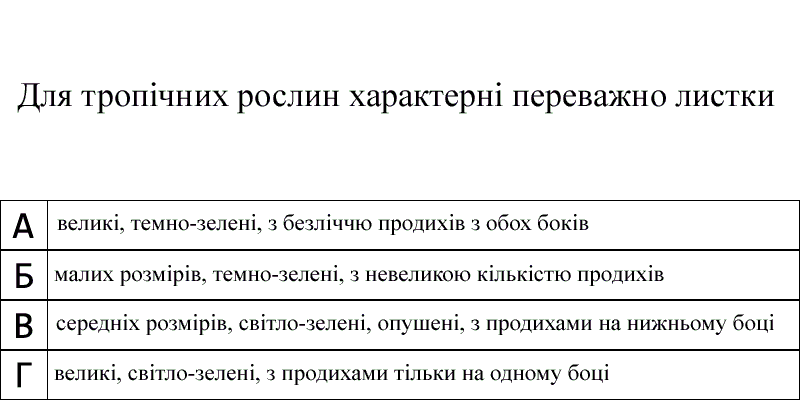 Для тропічних рослин характерні переважно листки
А великі, темно-зелені, з безліччю продихів з обох боків
Б малих розмірів, темно-зелені, з невеликою кількістю продихів
В середніх розмірів, світло-зелені, опушені, з продихами на нижньому боці
Г великі, світло-зелені, з продихами тільки на одному боці